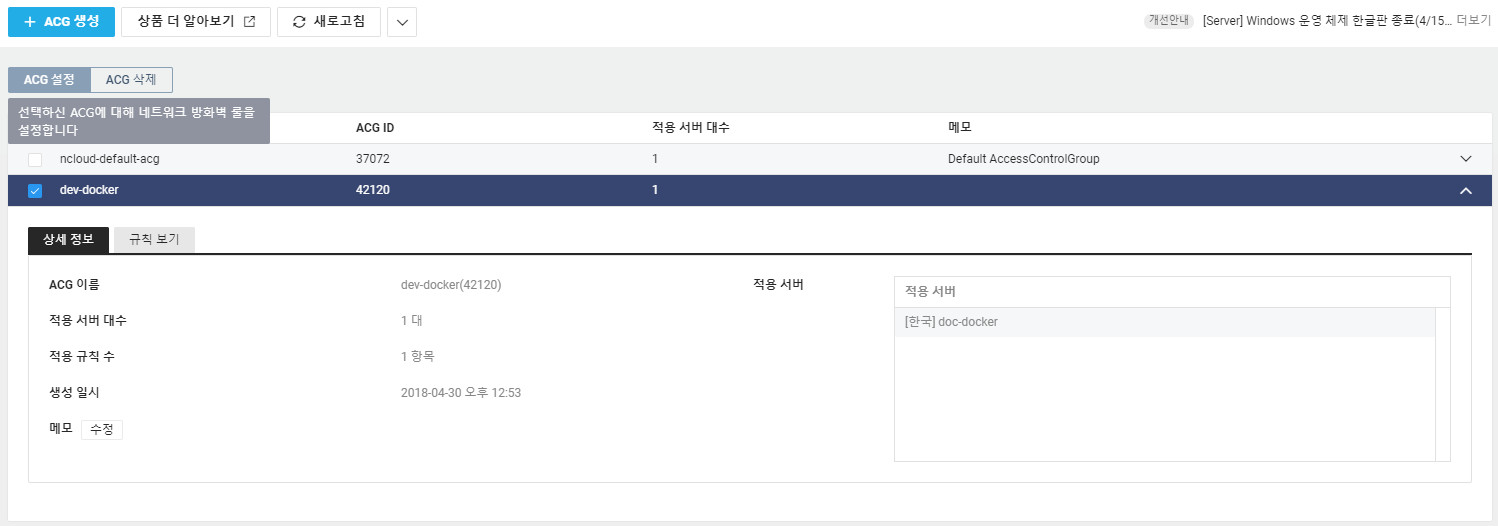 + ACG 생성
상품 더 알아보기
새로고침
개선안내 [Server] Windows 운영 체제 한글판 종료(4/15... 더보기
ACG 설정
ACG 삭제
선택하신 ACG에 대해 네트워크 방화벽 룰을
설정합니다
ACG ID 적용 서버 대수 메모
ncloud-default-acg 37072 1 Default AccessControlGroup
dev-docker 42120 1
상세 정보
규칙 보기
ACG 이름 dev-docker(42120)
적용 서버 대수 1 대
적용 규칙 수 1 항목
생성 일시 2018-04-30 오후 12:53
메모 수정
적용 서버
적용 서버
[한국] doc-docker